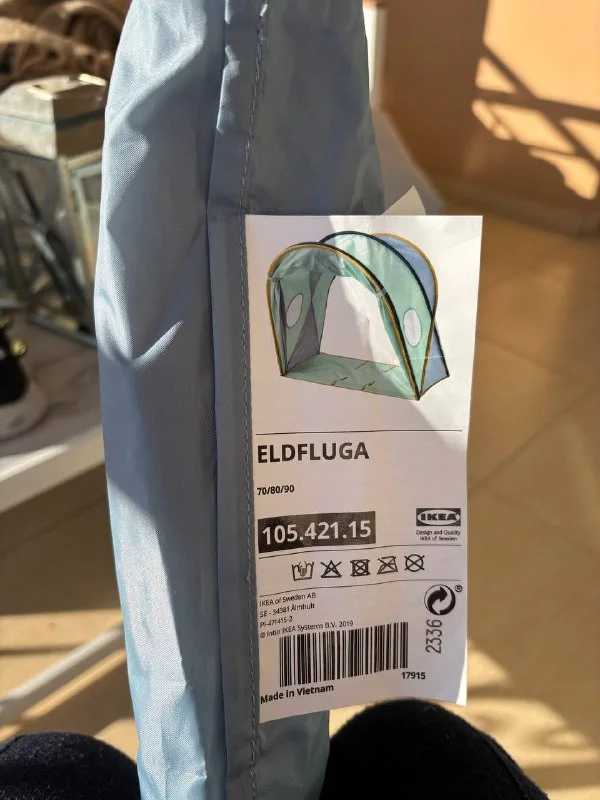 ELDFLUGA
70/80/90
105.421.15
IKEA
Design and Quality
IKEA of Sweden
IKEA of Sweden AB
SE - 34381 Älmhult
PI-471415-2
© Inter IKEA Systems B.V. 2019
2336
®
17915
Made in Vietnam